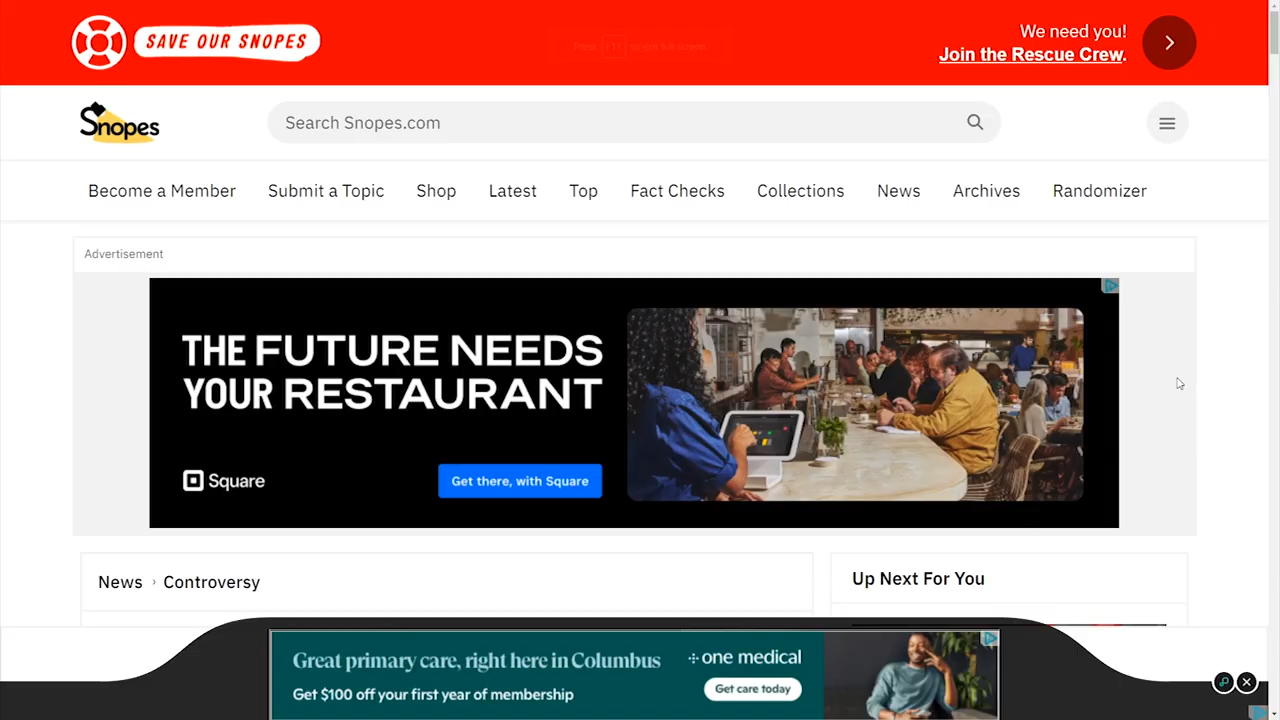 SAVE OUR SNOPES
We need you!
Join the Rescue Crew.
Snopes
Search Snopes.com
Become a Member
Submit a Topic
Shop
Latest
Top
Fact Checks
Collections
News
Archives
Randomizer
Advertisement
THE FUTURE NEEDS
YOUR RESTAURANT
Square
Get there, with Square
News › Controversy
Up Next For You
Great primary care, right here in Columbus
Get $100 off your first year of membership
one medical
Get care today